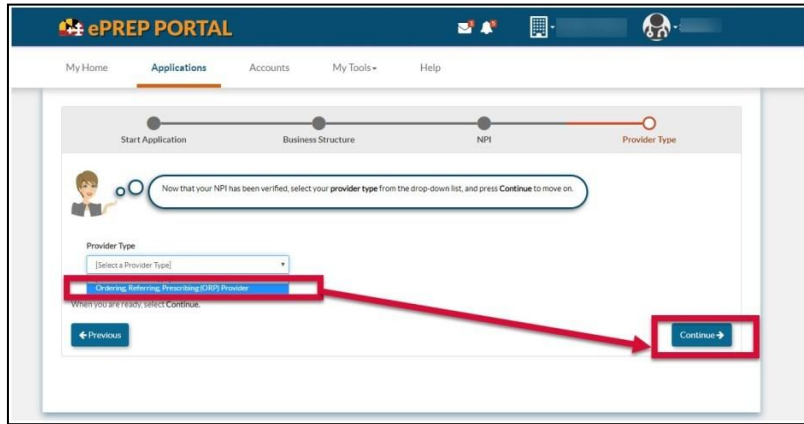 ePREP PORTAL
My Home Applications Accounts My Tools Help
Start Application Business Structure NPI Provider Type
Now that your NPI has been verified, select your provider type from the drop-down list, and press Continue to move on.
Provider Type
[Select a Provider Type]
Ordering, Referring, Prescribing (ORP) Provider
When you are ready, select Continue.
Previous Continue